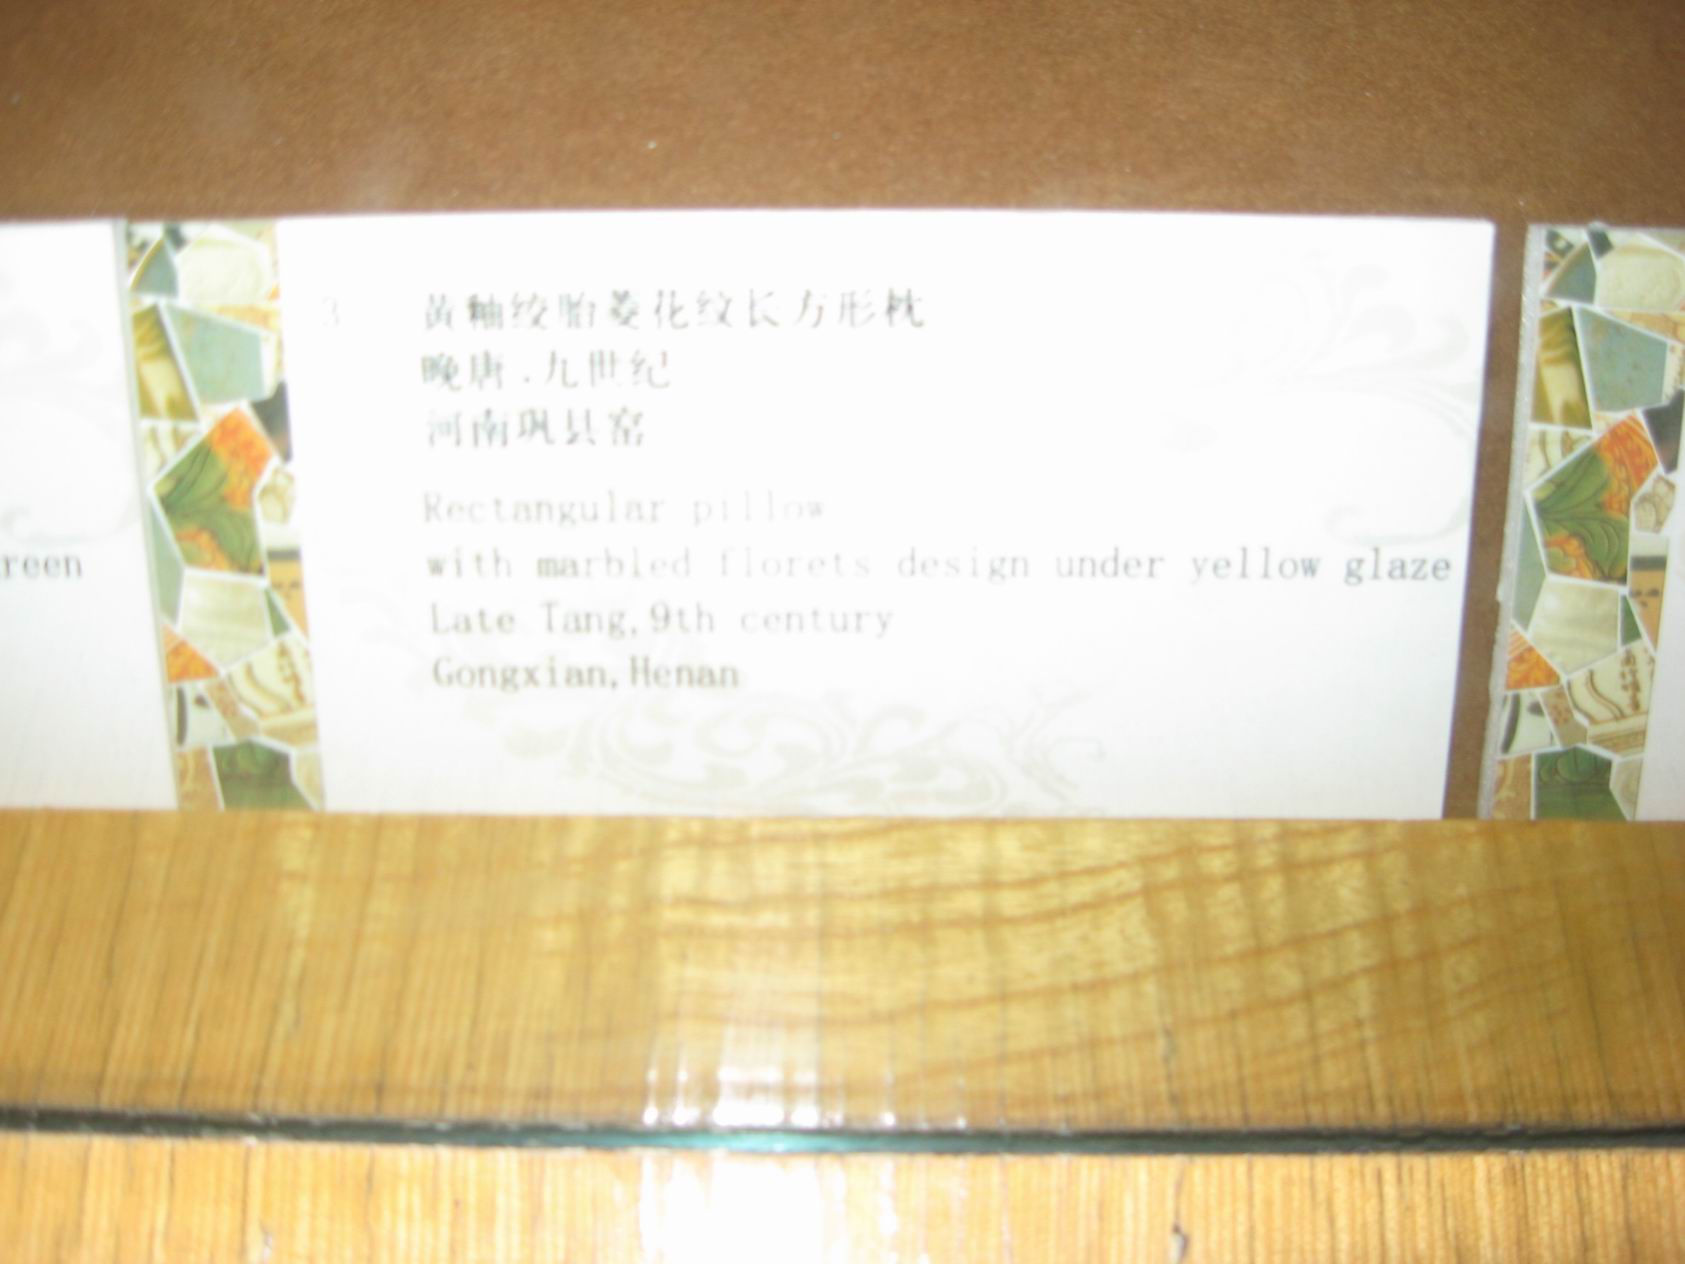 3 黄釉绞胎菱花纹长方形枕
晚唐.九世纪
河南巩县窑
Rectangular pillow
with marbled florets design under yellow glaze
Late Tang,9th century
Gongxian,Henan
reen